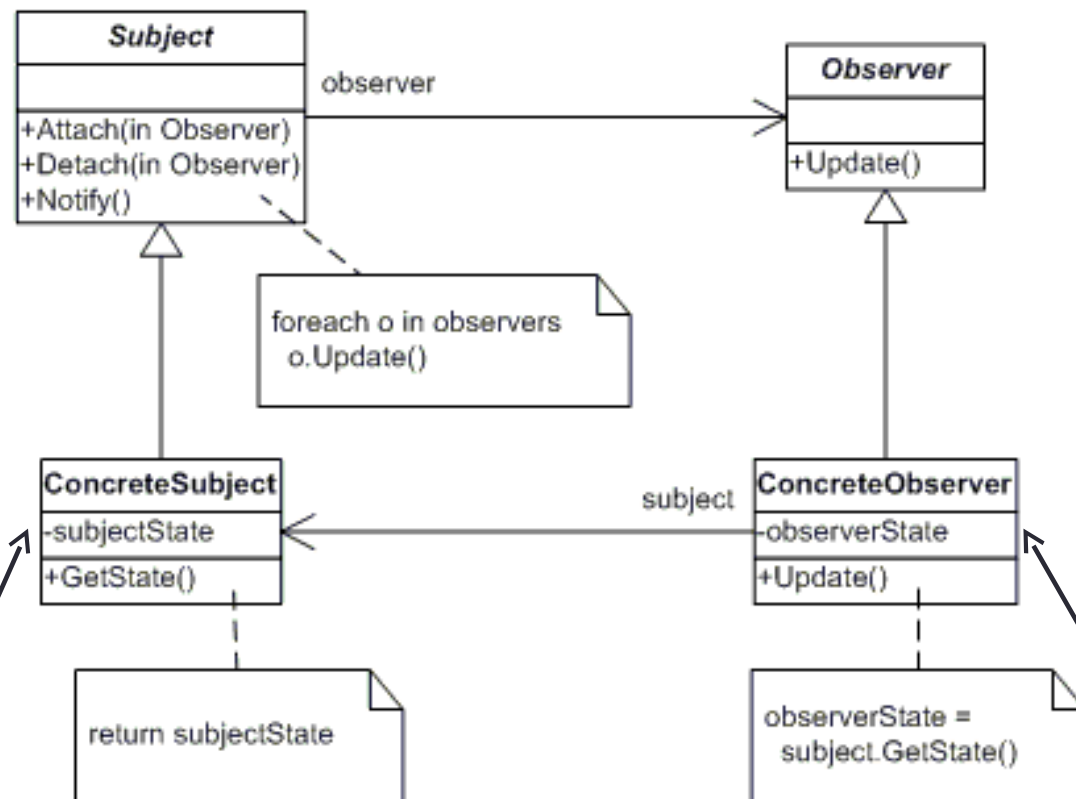 Subject
observer
+Attach(in Observer)
+Detach(in Observer)
+Notify()
Observer
+Update()
foreach o in observers
o.Update()
ConcreteSubject
-subjectState
+GetState()
subject
ConcreteObserver
-observerState
+Update()
return subjectState
observerState =
subject.GetState()